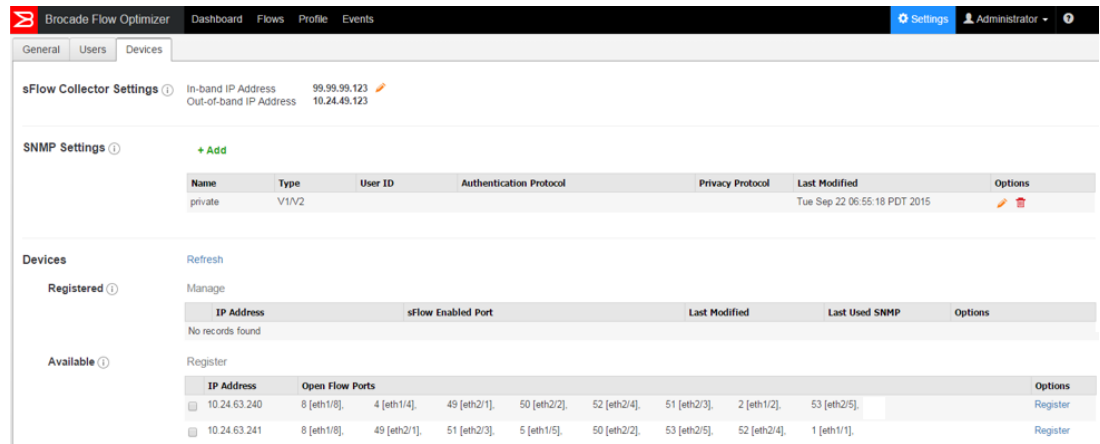 Brocade Flow Optimizer Dashboard Flows Profile Events Settings Administrator ?
General Users Devices
sFlow Collector Settings i In-band IP Address 99.99.99.123
Out-of-band IP Address 10.24.49.123
SNMP Settings i + Add
Name Type User ID Authentication Protocol Privacy Protocol Last Modified Options
private V1/V2 Tue Sep 22 06:55:18 PDT 2015
Devices Refresh
Registered i Manage
IP Address sFlow Enabled Port Last Modified Last Used SNMP Options
No records found
Available i Register
IP Address Open Flow Ports Options
10.24.63.240 8 [eth1/8], 4 [eth1/4], 49 [eth2/1], 50 [eth2/2], 52 [eth2/4], 51 [eth2/3], 2 [eth1/2], 53 [eth2/5], Register
10.24.63.241 8 [eth1/8], 49 [eth2/1], 51 [eth2/3], 5 [eth1/5], 50 [eth2/2], 53 [eth2/5], 52 [eth2/4], 1 [eth1/1], Register